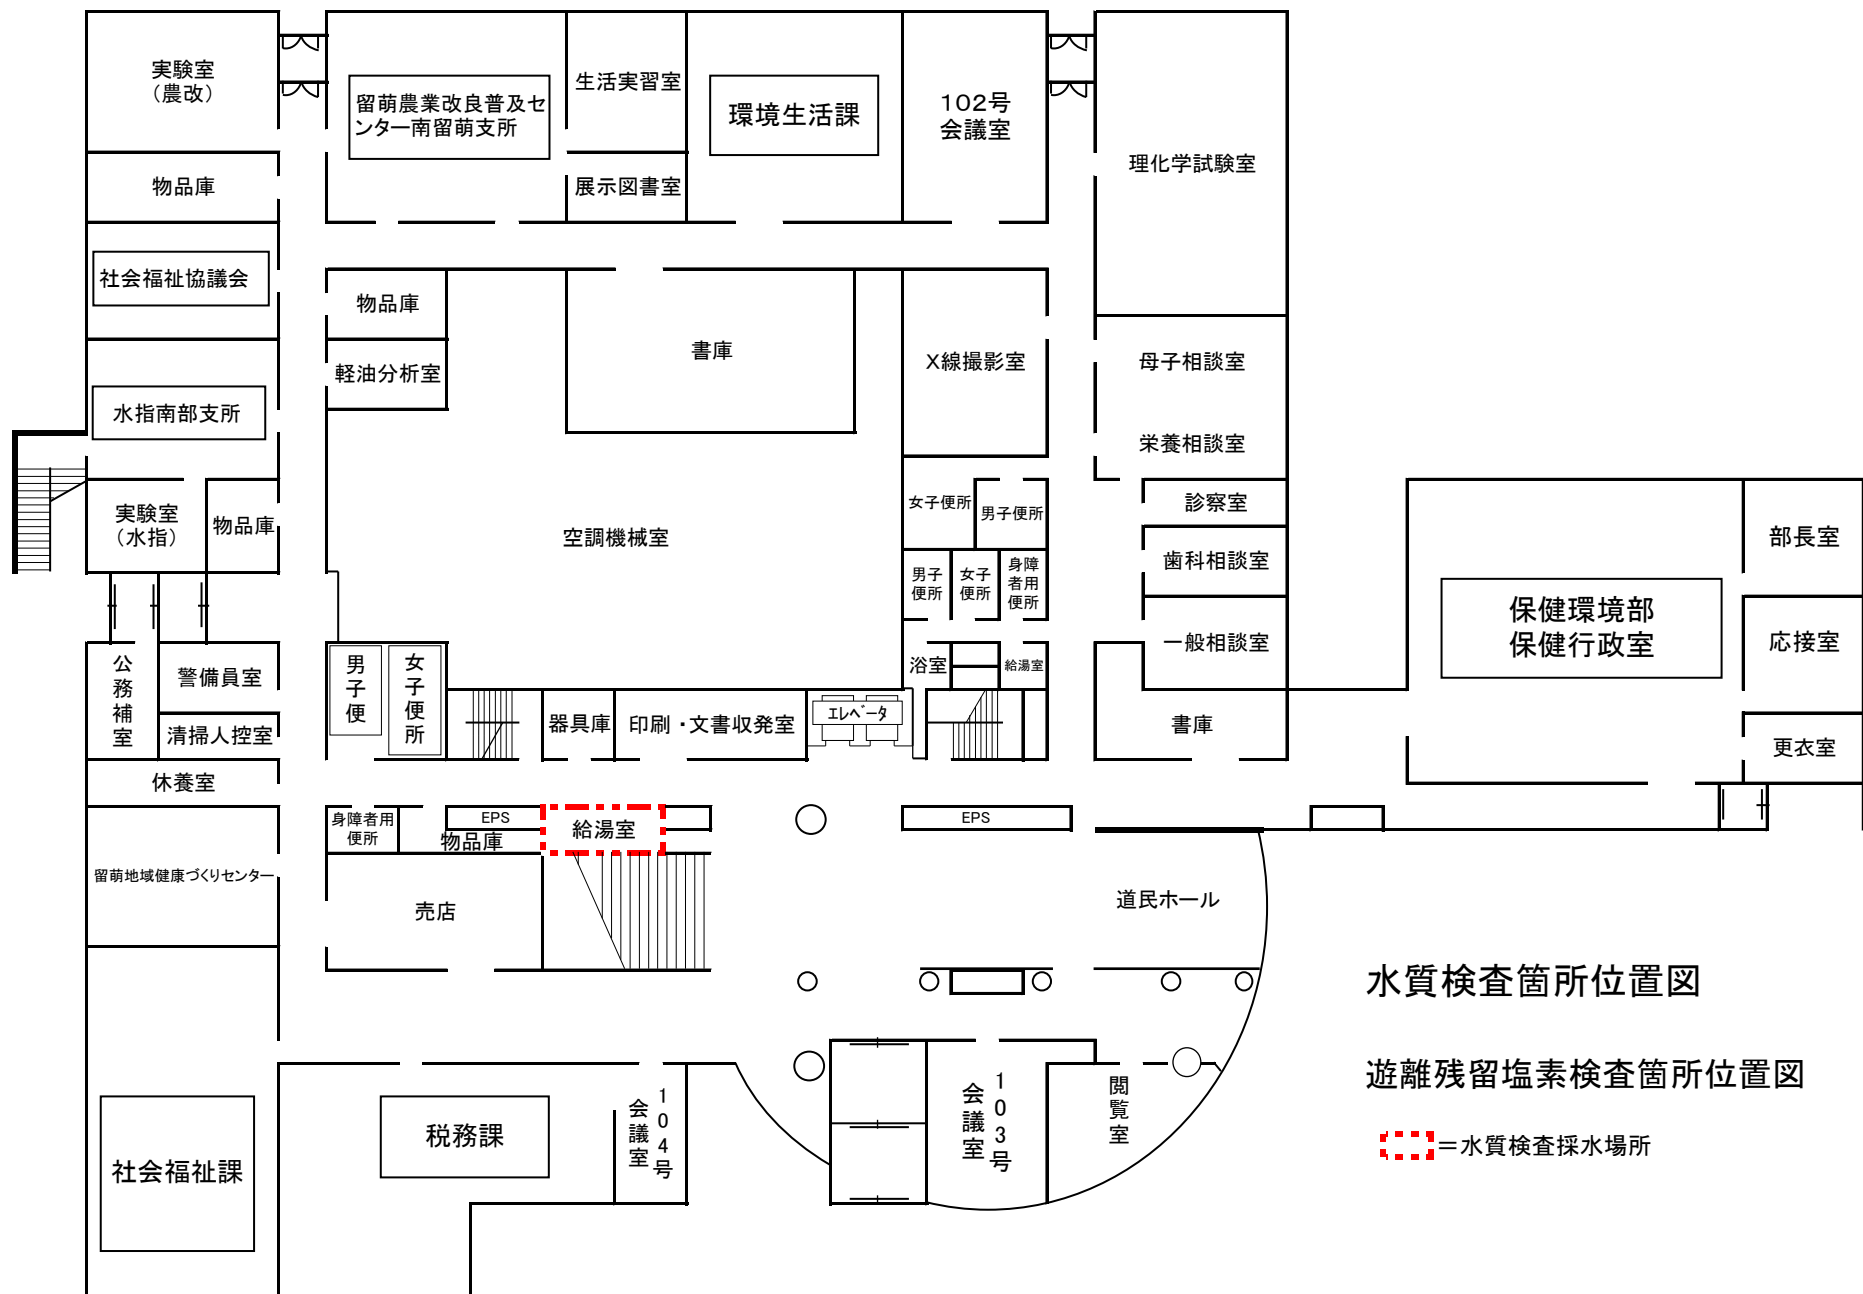 実験室
（農改）
留萌農業改良普及セ
ンター南留萌支所
生活実習室
環境生活課
102号
会議室
理化学試験室
物品庫
展示図書室
社会福祉協議会
物品庫
書庫
X線撮影室
母子相談室
軽油分析室
水指南部支所
栄養相談室
実験室
（水指）
物品庫
空調機械室
女子便所
男子便所
診察室
歯科相談室
男子
便所
女子
便所
身障
者用
便所
部長室
保健環境部
保健行政室
応接室
更衣室
一般相談室
公務補室
警備員室
清掃人控室
男子便
女子便所
浴室
給湯室
器具庫
印刷・文書収発室
エレベータ
書庫
休養室
身障者用
便所
EPS
物品庫
給湯室
EPS
留萌地域健康づくりセンター
売店
道民ホール
水質検査箇所位置図
遊離残留塩素検査箇所位置図
＝水質検査採水場所
社会福祉課
税務課
104号
会議室
103号
会議室
閲覧室